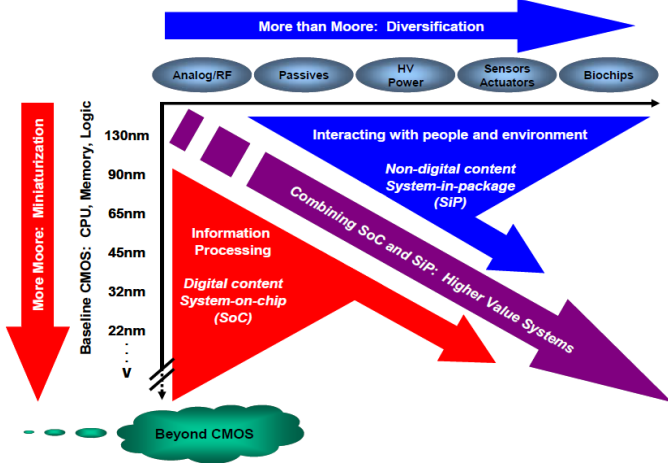 More than Moore: Diversification
Analog/RF
Passives
HV
Power
Sensors
Actuators
Biochips
More Moore: Miniaturization
Baseline CMOS: CPU, Memory, Logic
130nm
90nm
65nm
45nm
32nm
22nm
.
.
.
V
Interacting with people and environment
Non-digital content
System-in-package
(SiP)
Combining SoC and SiP: Higher Value Systems
Information
Processing
Digital content
System-on-chip
(SoC)
Beyond CMOS